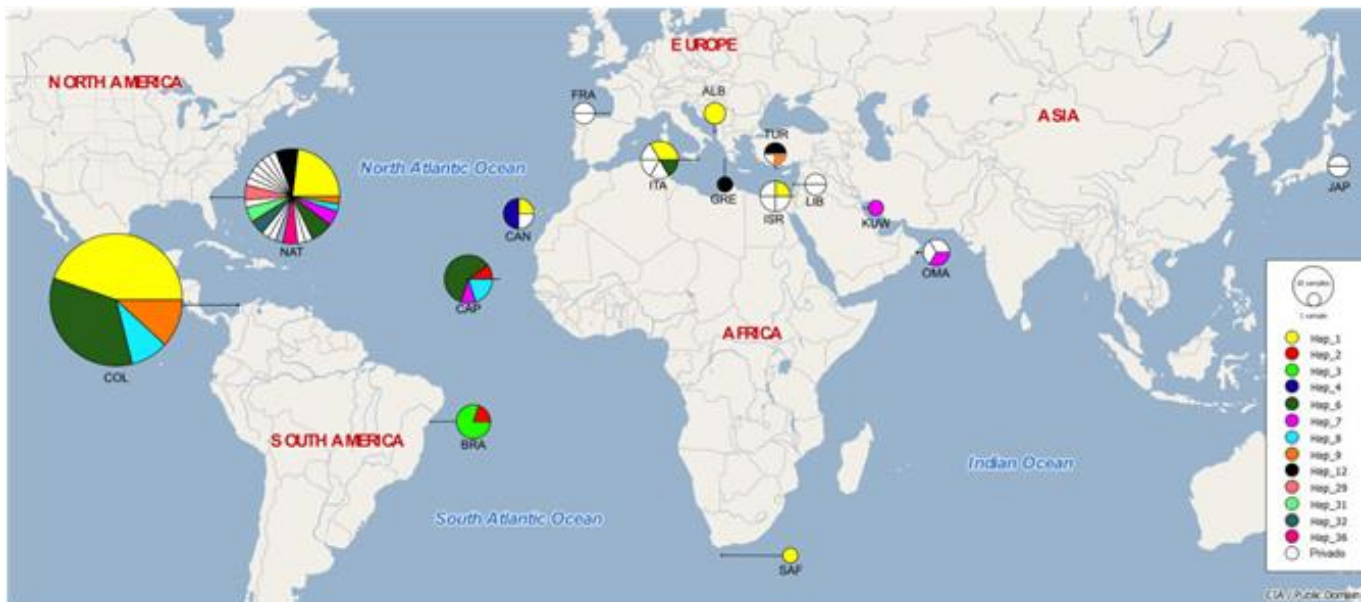 NORTH AMERICA
EUROPE
ASIA
North Atlantic Ocean
FRA
ALB
TUR
ITA
GRE
ISR
LIB
JAP
KUW
OMA
NAT
CAN
CAP
AFRICA
COL
SOUTH AMERICA
BRA
Indian Ocean
South Atlantic Ocean
SAF
1 sample
Hap_1
Hap_2
Hap_3
Hap_4
Hap_6
Hap_7
Hap_8
Hap_9
Hap_12
Hap_29
Hap_31
Hap_32
Hap_36
Privado
CIA / Public Domain